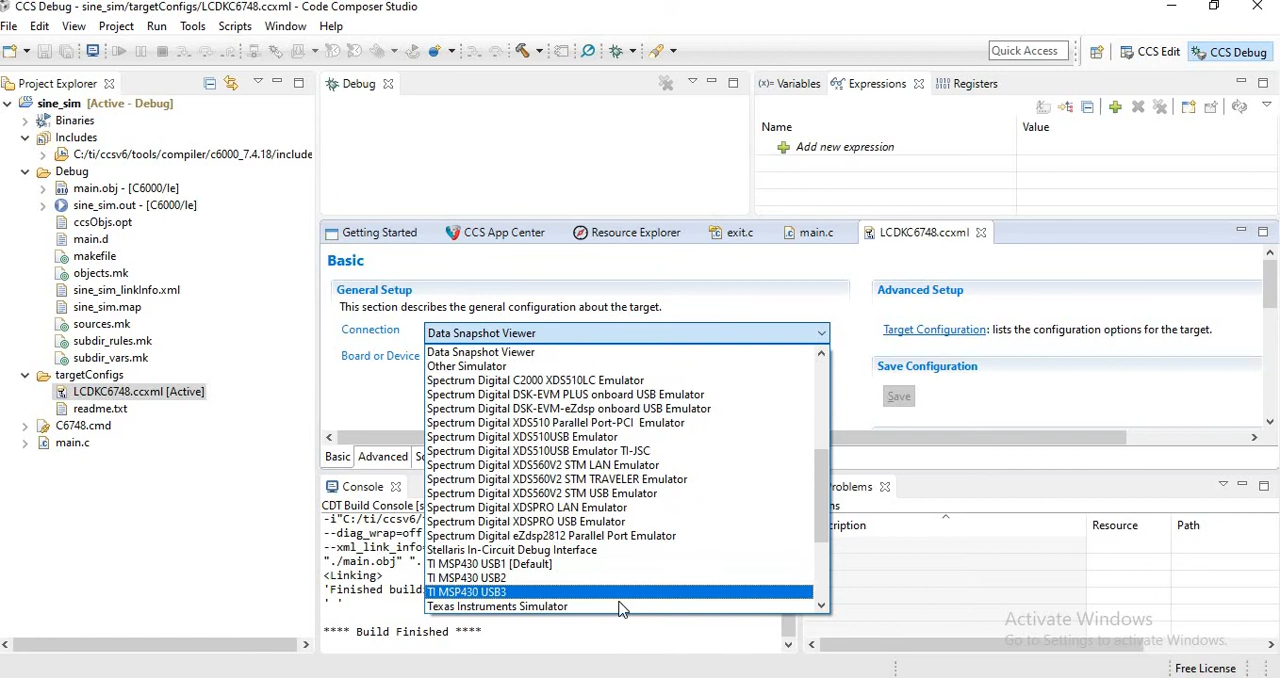 CCS Debug - sine_sim/targetConfigs/LCDKC6748.ccxml - Code Composer Studio
File Edit View Project Run Tools Scripts Window Help
Quick Access CCS Edit CCS Debug
Project Explorer
sine_sim [Active - Debug]
Binaries
Includes
C:/ti/ccsv6/tools/compiler/c6000_7.4.18/include
Debug
main.obj - [C6000/le]
sine_sim.out - [C6000/le]
ccsObjs.opt
main.d
makefile
objects.mk
sine_sim_linkInfo.xml
sine_sim.map
sources.mk
subdir_rules.mk
subdir_vars.mk
targetConfigs
LCDKC6748.ccxml [Active]
readme.txt
C6748.cmd
main.c
Debug
(x)= Variables Expressions Registers
Name Value
Add new expression
Getting Started CCS App Center Resource Explorer exit.c main.c LCDKC6748.ccxml
Basic
General Setup
This section describes the general configuration about the target.
Connection Data Snapshot Viewer
Board or Device
Data Snapshot Viewer
Other Simulator
Spectrum Digital C2000 XDS510LC Emulator
Spectrum Digital DSK-EVM PLUS onboard USB Emulator
Spectrum Digital DSK-EVM-eZdsp onboard USB Emulator
Spectrum Digital XDS510 Parallel Port-PCI Emulator
Spectrum Digital XDS510USB Emulator
Spectrum Digital XDS510USB Emulator TI-JSC
Spectrum Digital XDS560V2 STM LAN Emulator
Spectrum Digital XDS560V2 STM TRAVELER Emulator
Spectrum Digital XDS560V2 STM USB Emulator
Spectrum Digital XDSPRO LAN Emulator
Spectrum Digital XDSPRO USB Emulator
Spectrum Digital eZdsp2812 Parallel Port Emulator
Stellaris In-Circuit Debug Interface
TI MSP430 USB1 [Default]
TI MSP430 USB2
TI MSP430 USB3
Texas Instruments Simulator
Advanced Setup
Target Configuration: lists the configuration options for the target.
Save Configuration
Save
Basic Advanced
Console
CDT Build Console [s
-i"C:/ti/ccsv6/
--diag_wrap=off
--xml_link_info
"./main.obj" ".
<Linking>
'Finished build
' '
**** Build Finished ****
oblems
ns
cription Resource Path
Activate Windows
Go to Settings to activate Windows.
Free License